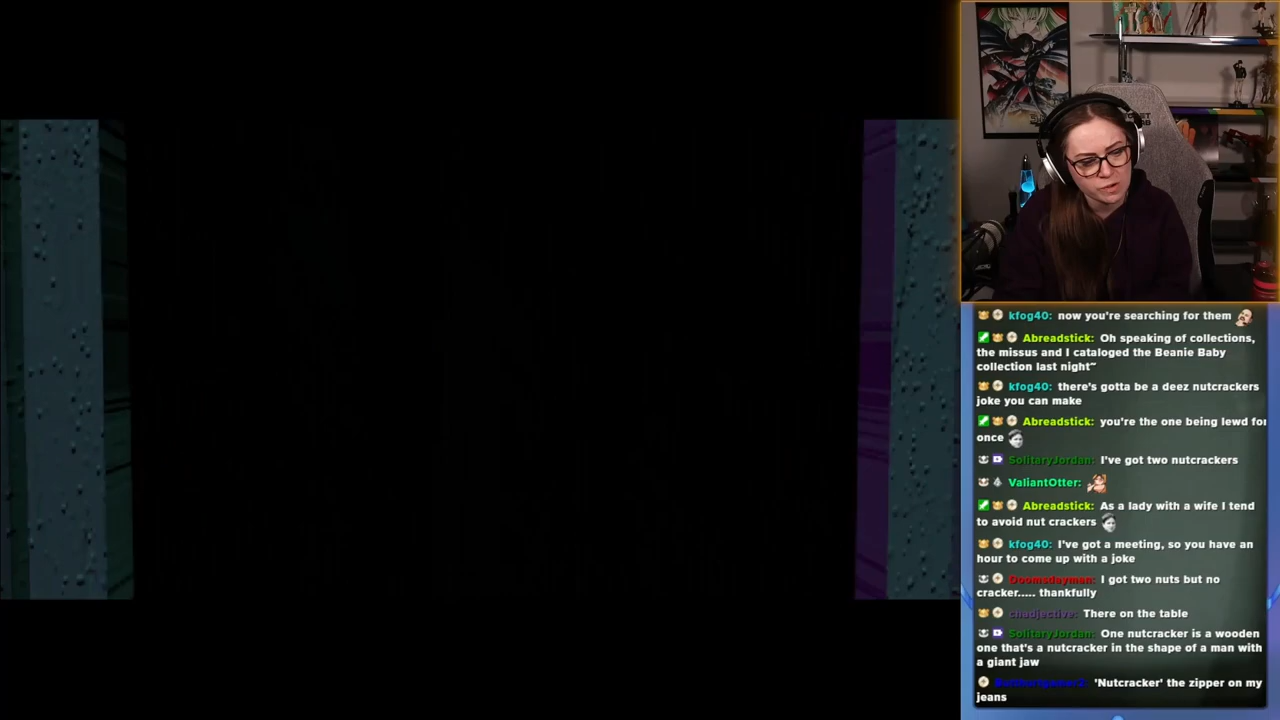 kfog40: now you're searching for them
Abreadstick: Oh speaking of collections,
the missus and I cataloged the Beanie Baby
collection last night~
kfog40: there's gotta be a deez nutcrackers
joke you can make
Abreadstick: you're the one being lewd for
once
SolitaryJordan: I've got two nutcrackers
ValiantOtter:
Abreadstick: As a lady with a wife I tend
to avoid nut crackers
kfog40: I've got a meeting, so you have an
hour to come up with a joke
Doomsdayman: I got two nuts but no
cracker..... thankfully
chadjective: There on the table
SolitaryJordan: One nutcracker is a wooden
one that's a nutcracker in the shape of a man with
a giant jaw
'Nutcracker' the zipper on my
jeans